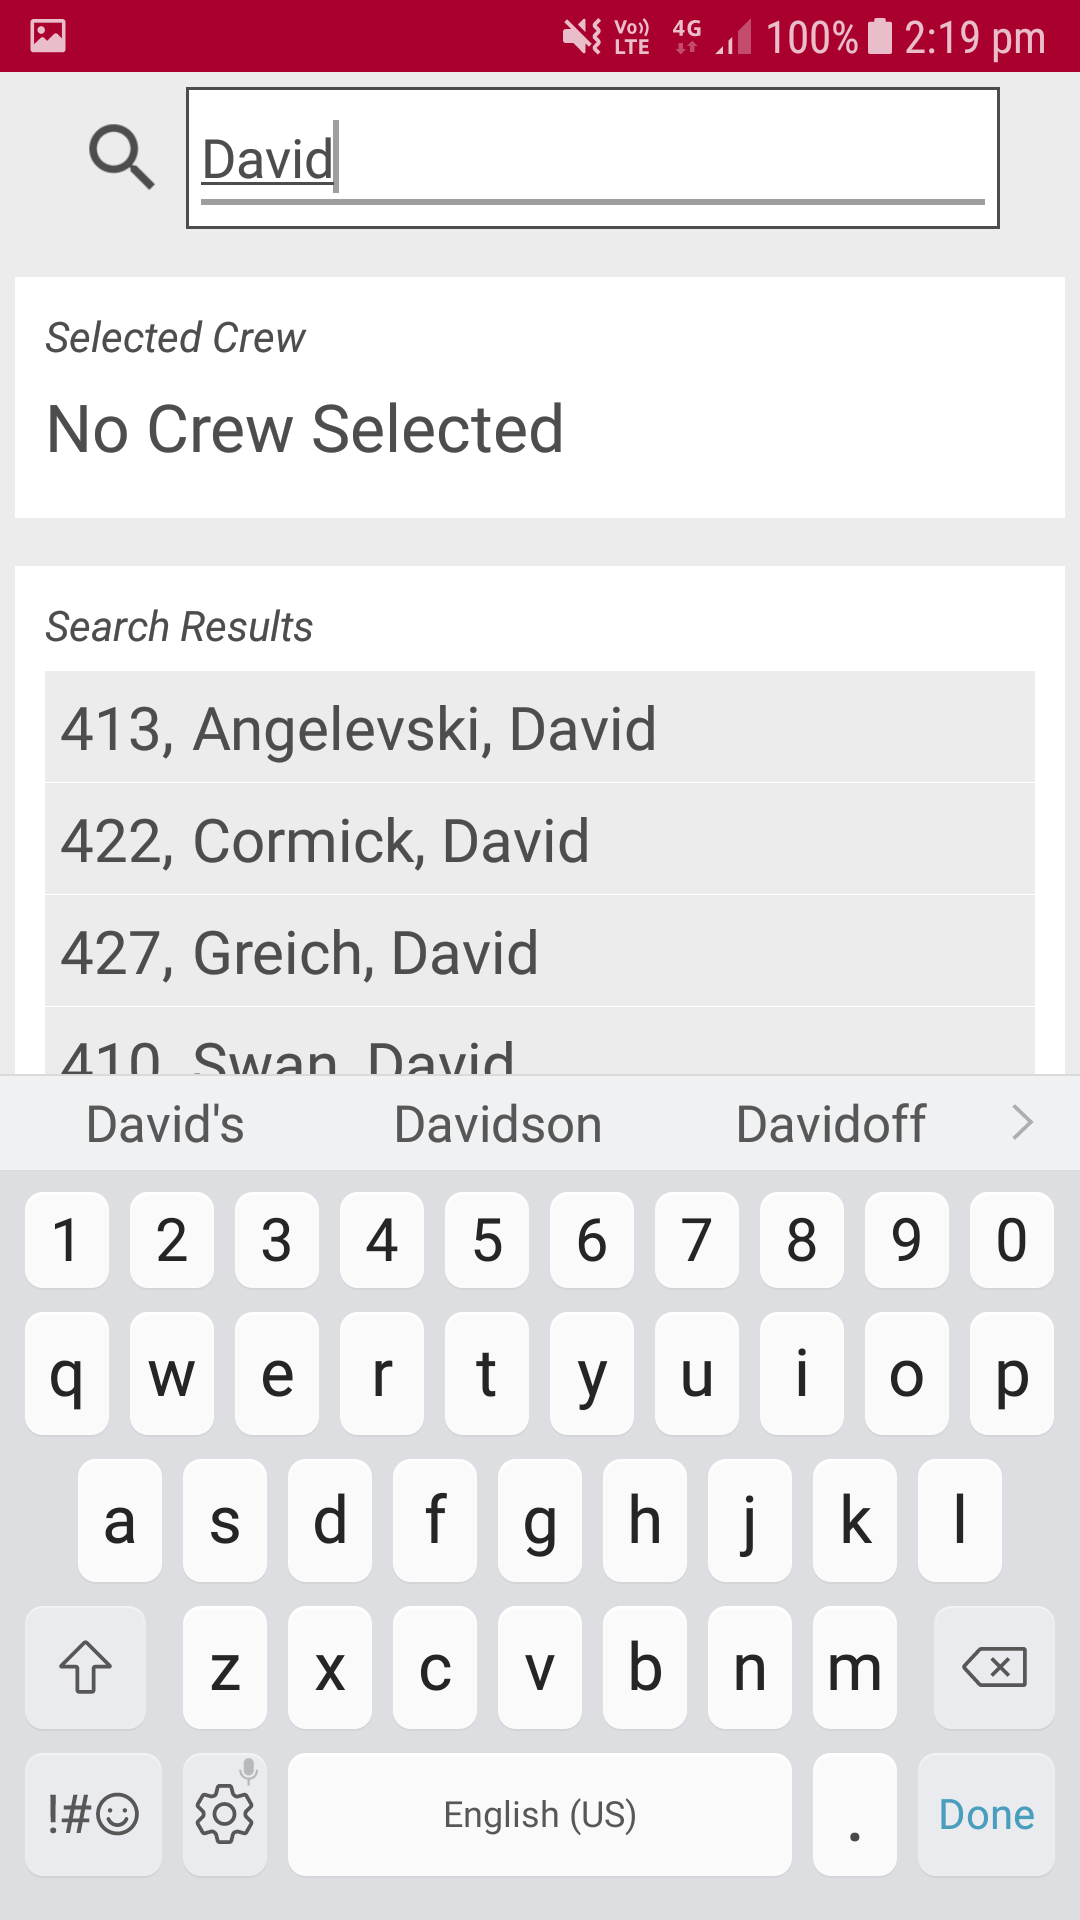 Vo)) LTE 4G 100% 2:19 pm
David
Selected Crew
No Crew Selected
Search Results
413, Angelevski, David
422, Cormick, David
427, Greich, David
410, Swan, David
David's Davidson Davidoff
1 2 3 4 5 6 7 8 9 0
q w e r t y u i o p
a s d f g h j k l
z x c v b n m
!#☺ English (US) . Done